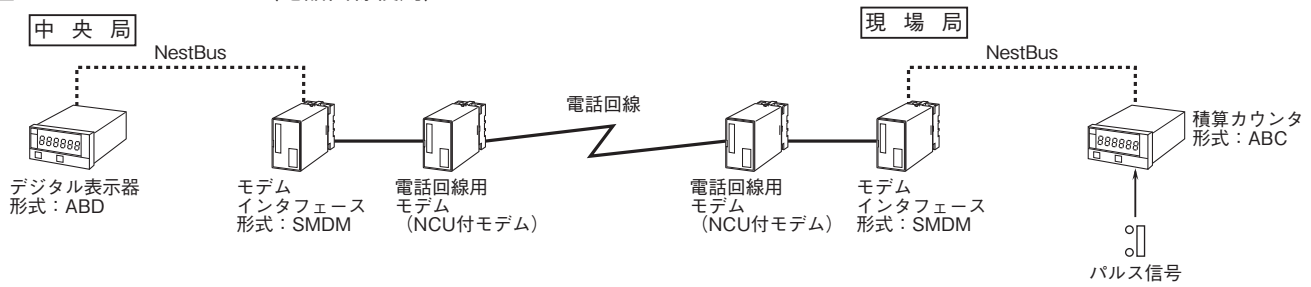 中央局
現場局
NestBus
NestBus
電話回線
888888
888888
積算カウンタ
形式：ABC
デジタル表示器
形式：ABD
モデム
インタフェース
形式：SMDM
電話回線用
モデム
（NCU付モデム）
電話回線用
モデム
（NCU付モデム）
モデム
インタフェース
形式：SMDM
パルス信号